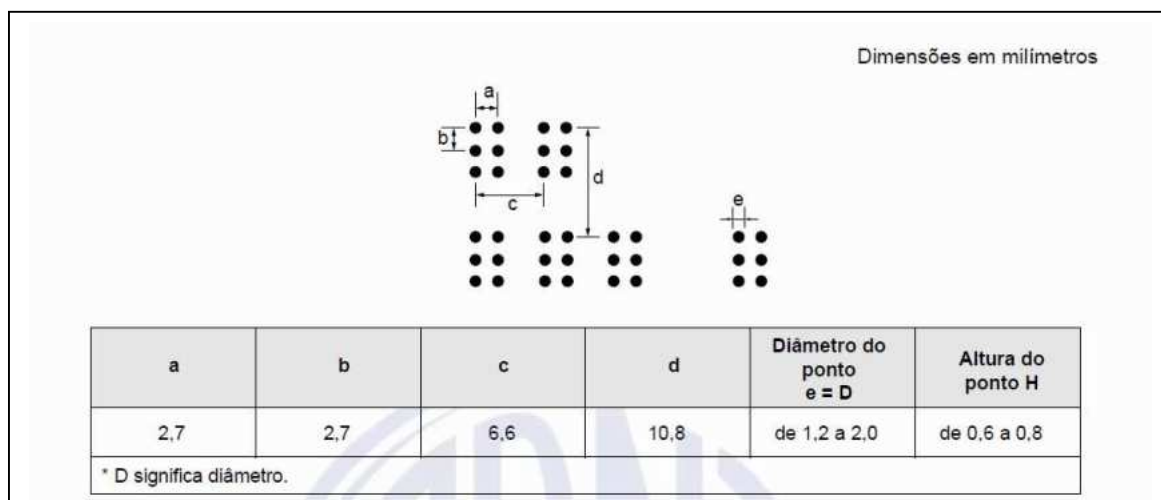 Dimensões em milímetros
a
b
c
d
e
a b c d Diâmetro do ponto e = D Altura do ponto H
2,7 2,7 6,6 10,8 de 1,2 a 2,0 de 0,6 a 0,8
* D significa diâmetro.